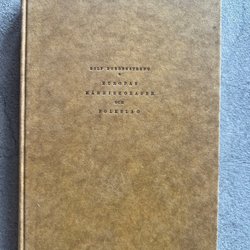 ROLF NORDENSTRENG
EUROPAS
MÄNNISKORASER
OCH
FOLKSLAG